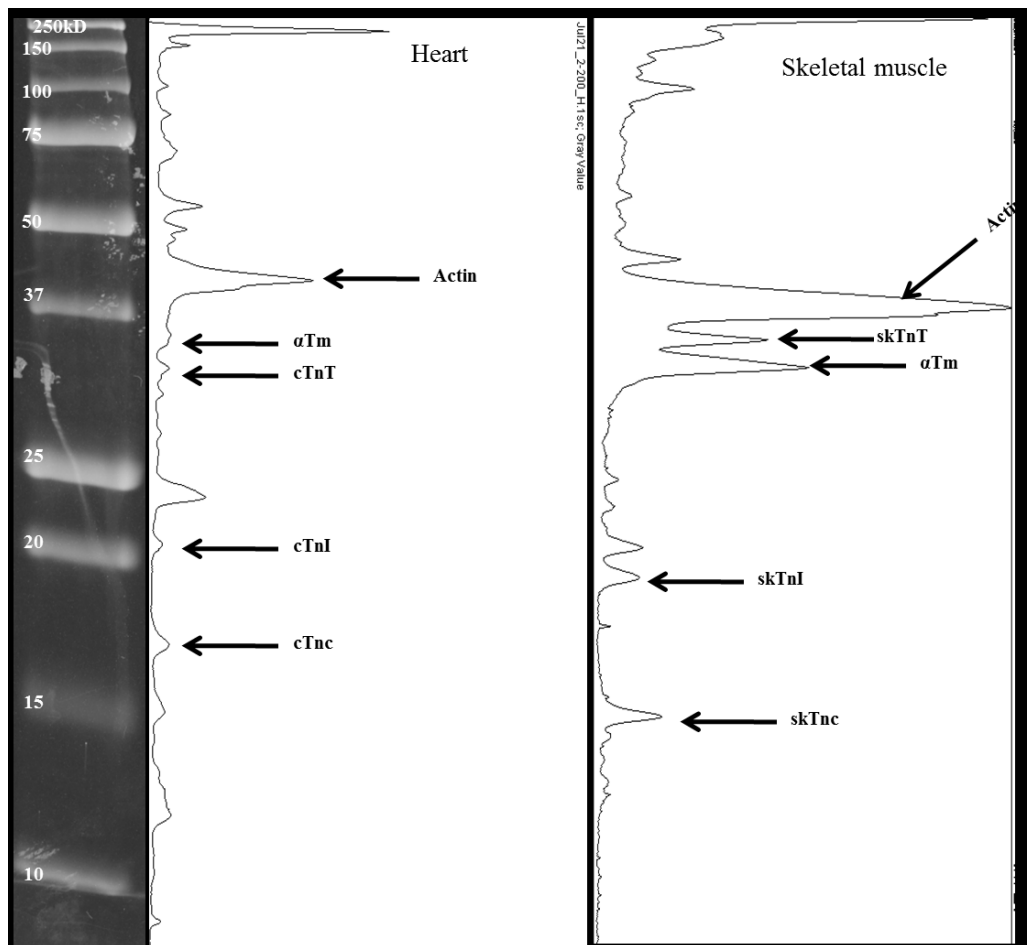 250kD
150
100
75
50
37
25
20
15
10
Heart
Actin
αTm
cTnT
cTnI
cTnc
Jul21_2-200_H.1sc; Gray Value
Skeletal muscle
Acti
skTnT
αTm
skTnI
skTnc